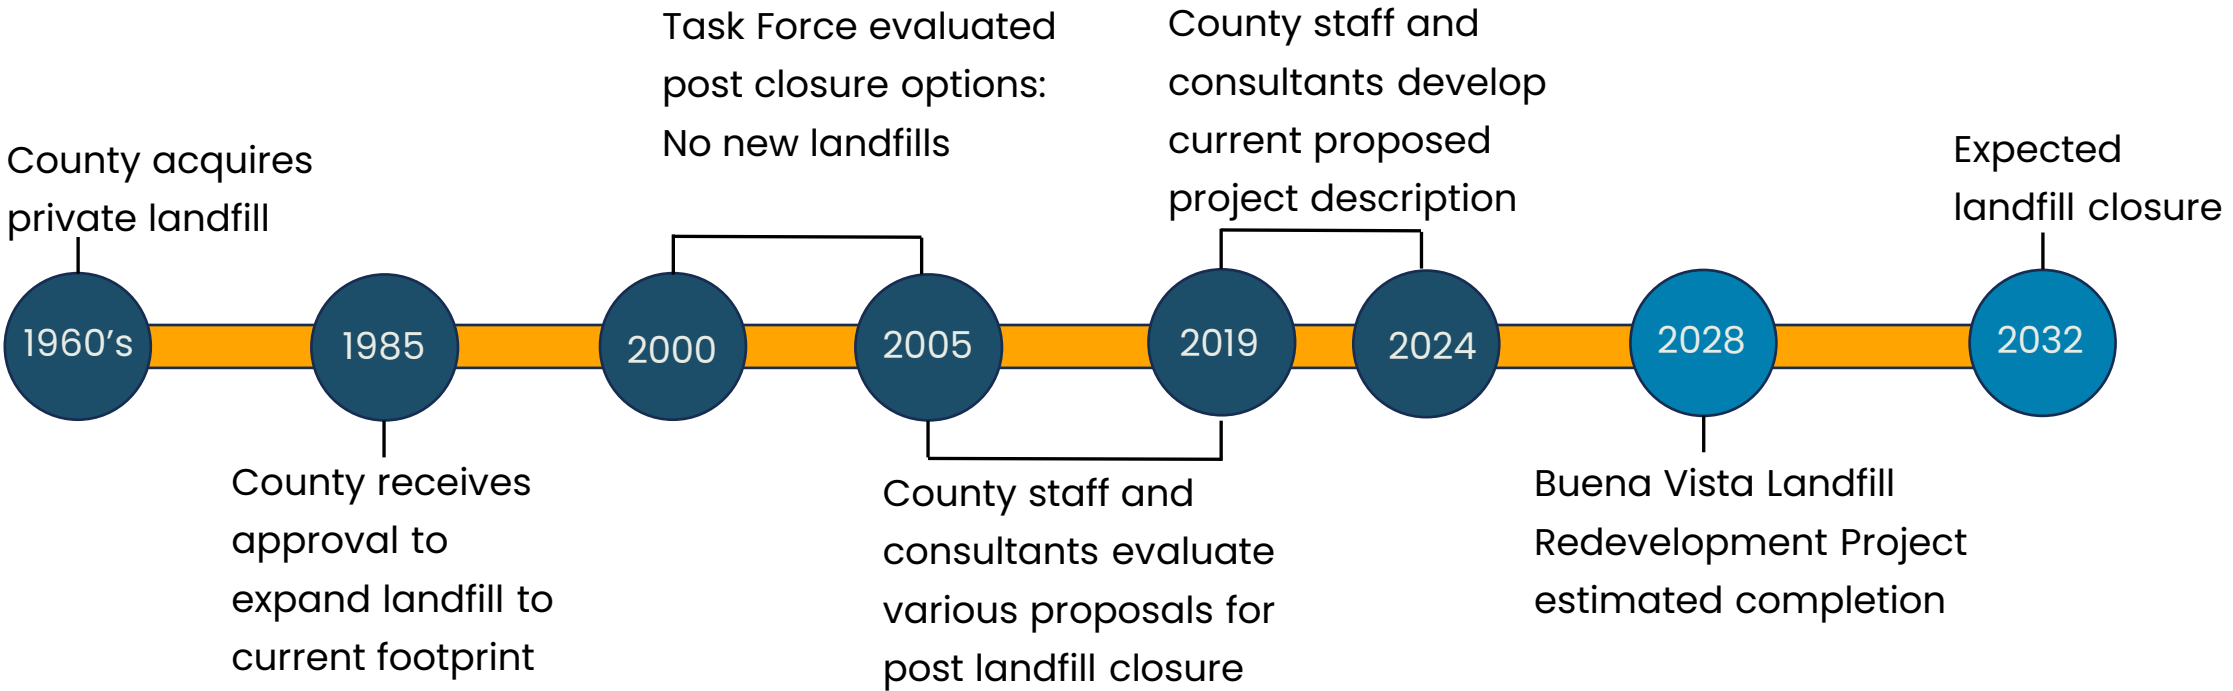 Task Force evaluated
post closure options:
No new landfills
County staff and
consultants develop
current proposed
project description
County acquires
private landfill
Expected
landfill closure
1960’s
1985
2000
2005
2019
2024
2028
2032
County receives
approval to
expand landfill to
current footprint
County staff and
consultants evaluate
various proposals for
post landfill closure
Buena Vista Landfill
Redevelopment Project
estimated completion